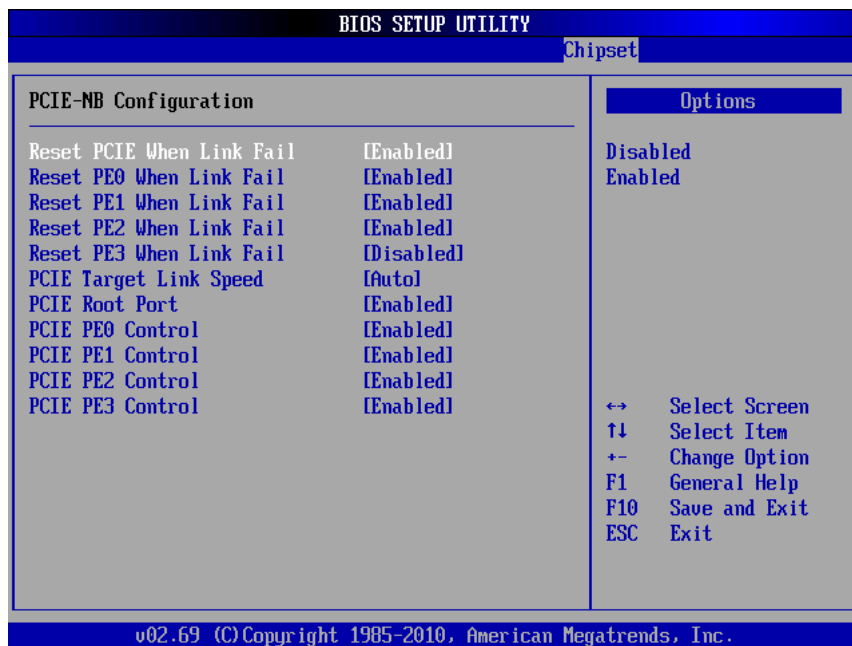 BIOS SETUP UTILITY
Chipset
PCIE-NB Configuration
Reset PCIE When Link Fail [Enabled]
Reset PE0 When Link Fail [Enabled]
Reset PE1 When Link Fail [Enabled]
Reset PE2 When Link Fail [Enabled]
Reset PE3 When Link Fail [Disabled]
PCIE Target Link Speed [Auto]
PCIE Root Port [Enabled]
PCIE PE0 Control [Enabled]
PCIE PE1 Control [Enabled]
PCIE PE2 Control [Enabled]
PCIE PE3 Control [Enabled]
Options
Disabled
Enabled
↔ Select Screen
↑↓ Select Item
+- Change Option
F1 General Help
F10 Save and Exit
ESC Exit
v02.69 (C)Copyright 1985-2010, American Megatrends, Inc.